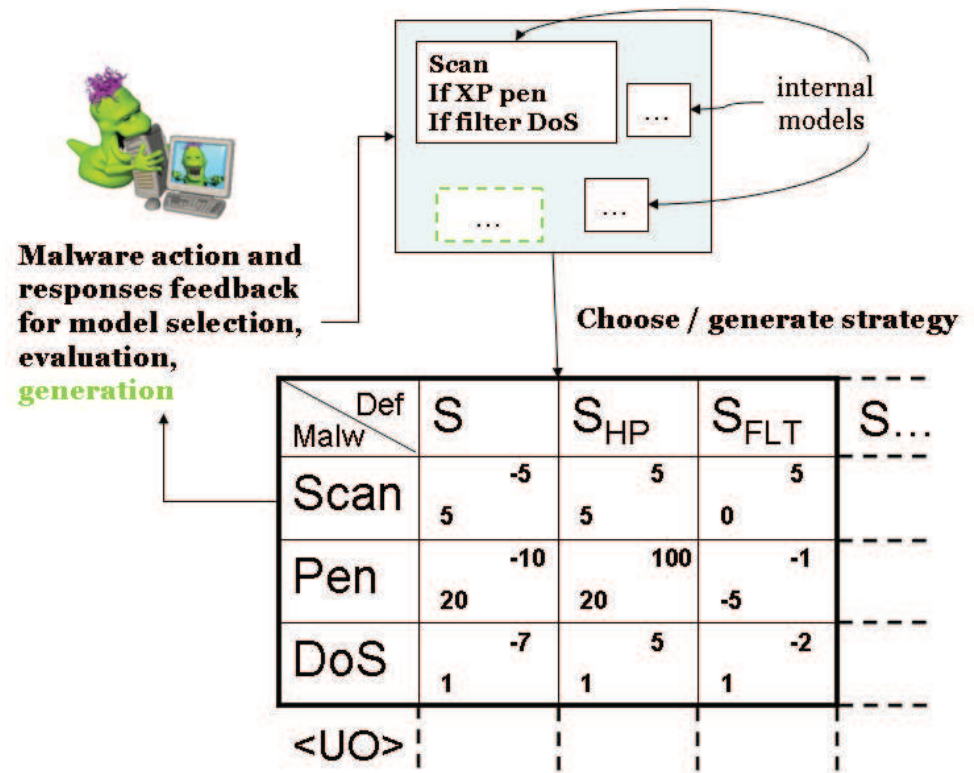 Scan
If XP pen
If filter DoS
...
internal
models
...
...
Malware action and
responses feedback
for model selection,
evaluation,
generation
Choose / generate strategy
Def
Malw
S
S_HP
S_FLT
S...
Scan
-5
5
5
5
5
0
Pen
-10
20
100
20
-1
-5
DoS
-7
1
5
1
-2
1
<UO>